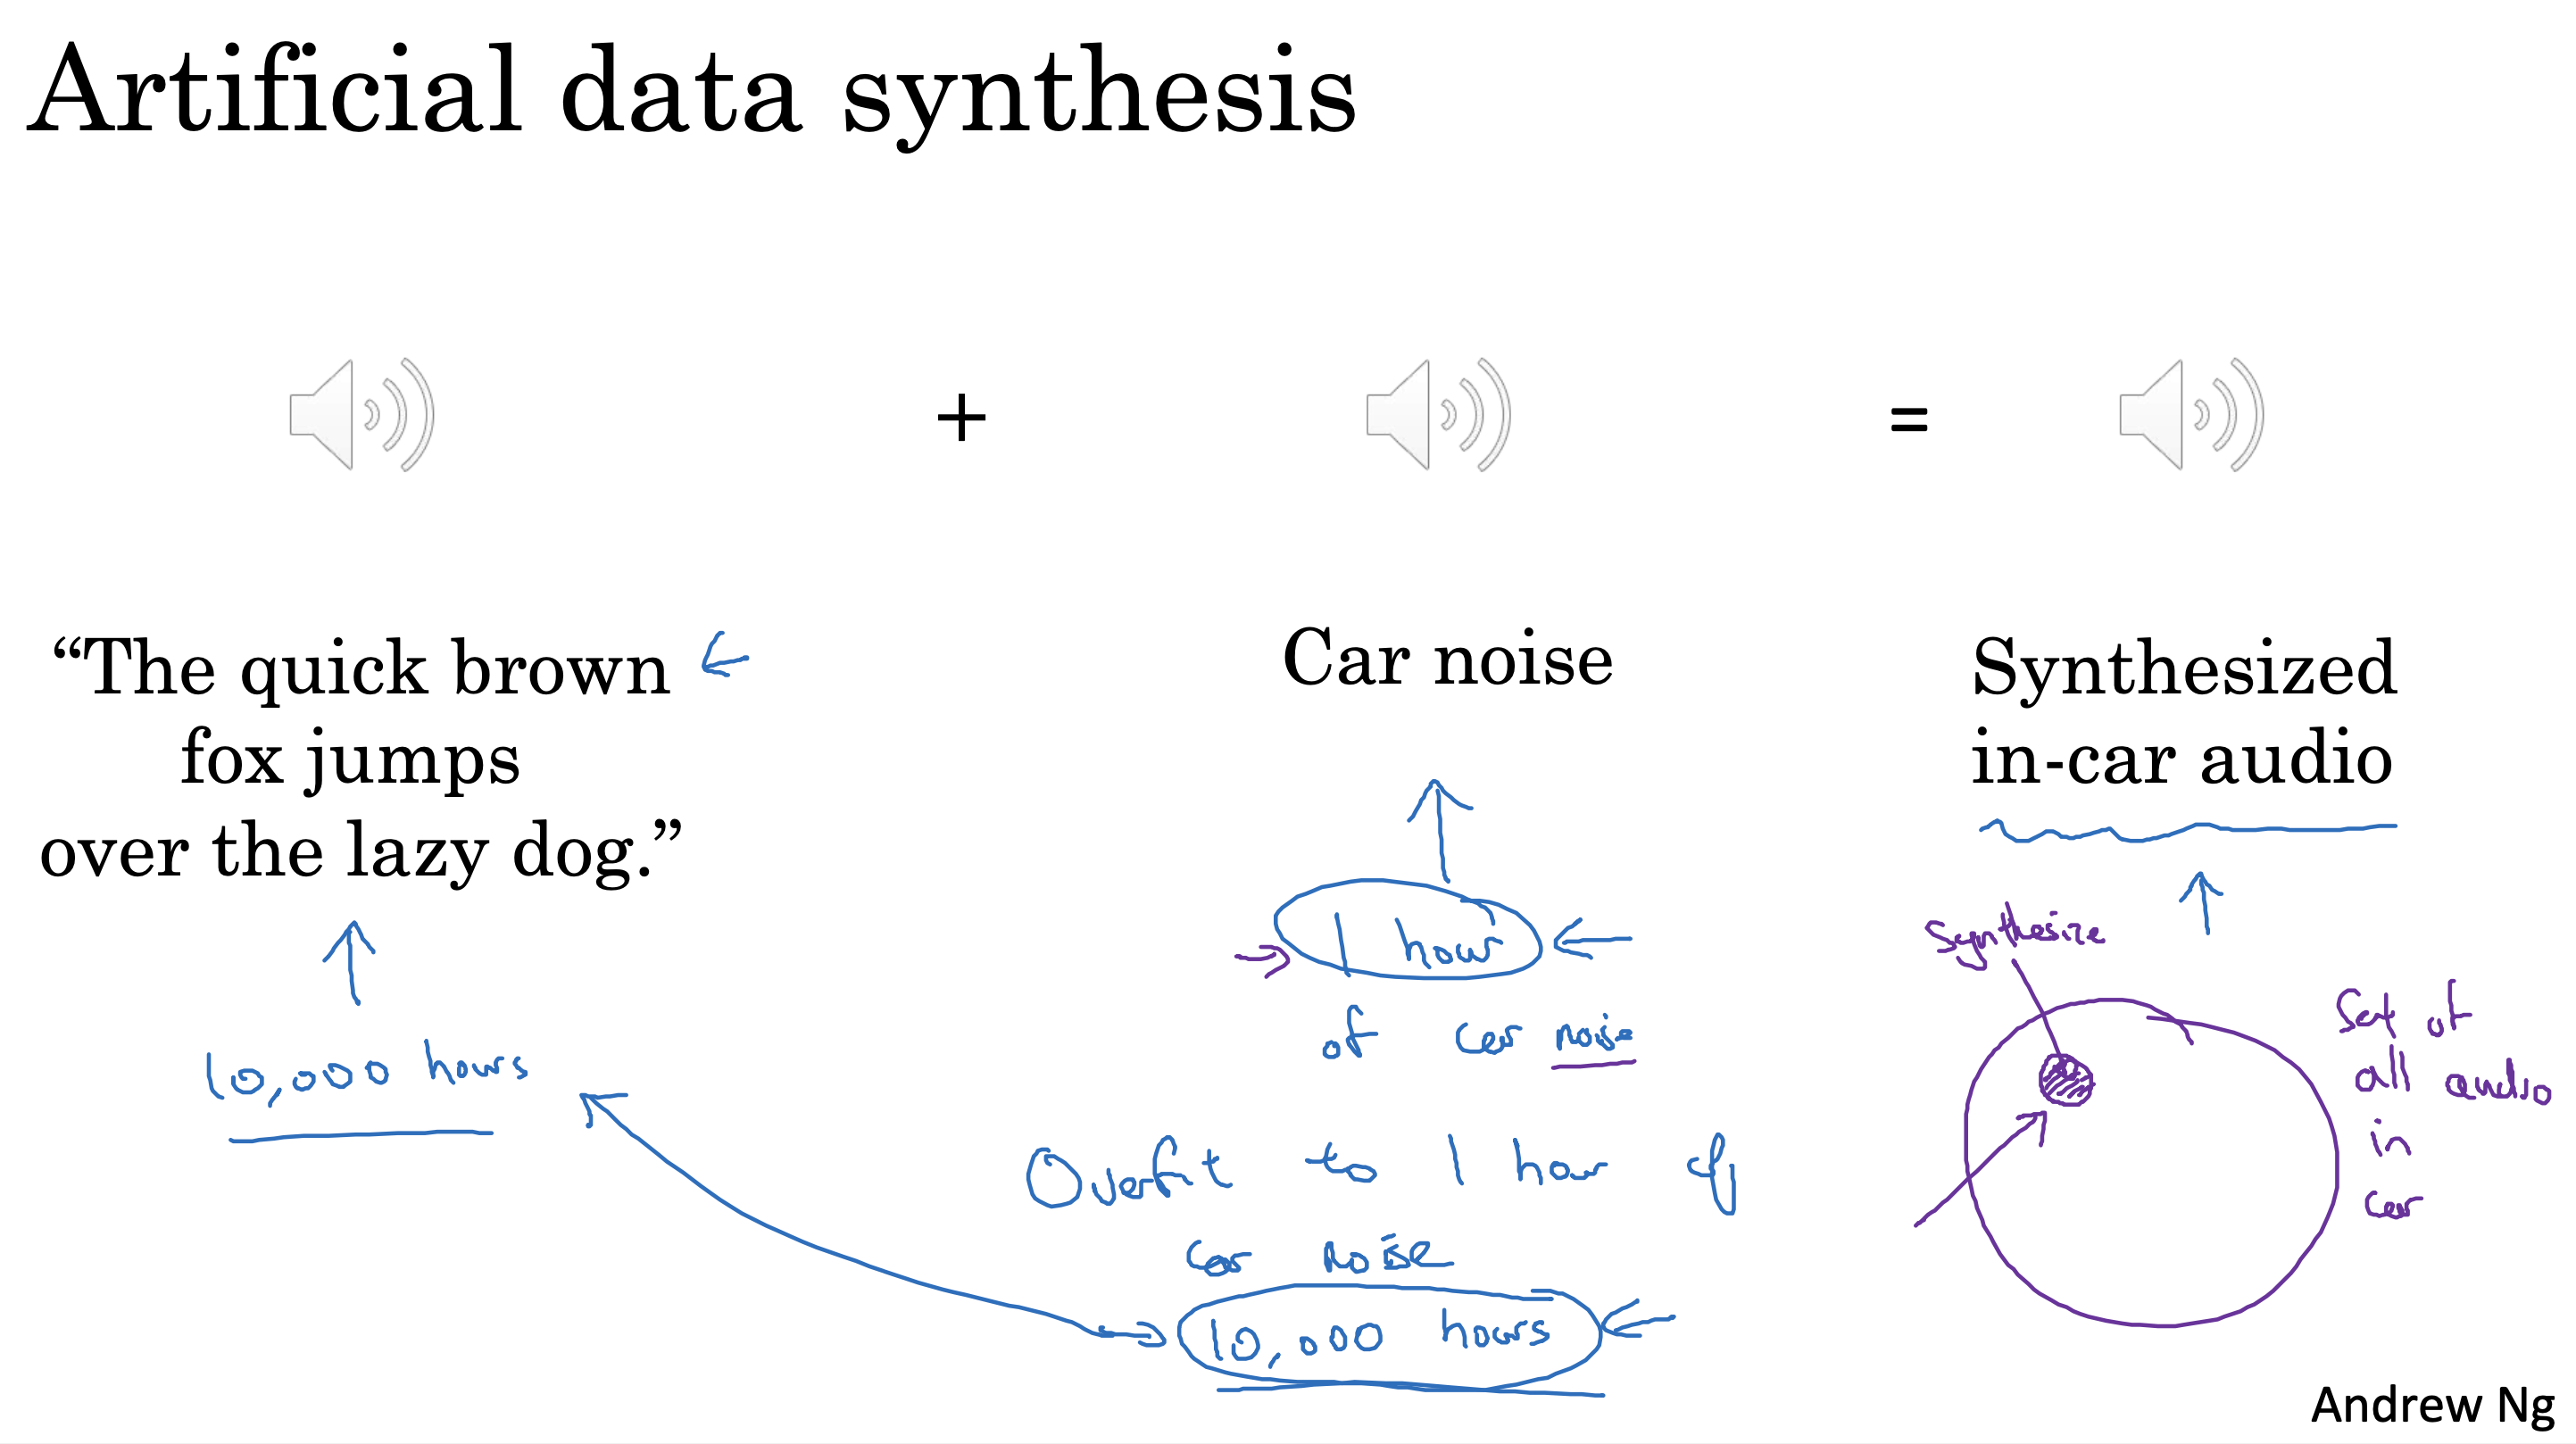 Artificial data synthesis
+
=
“The quick brown
fox jumps
over the lazy dog.”
10,000 hours
Car noise
1 hour
of car noise
Overfit to 1 hour of
car noise
10,000 hours
Synthesized
in-car audio
Synthesize
Set of
all audio
in
car
Andrew Ng